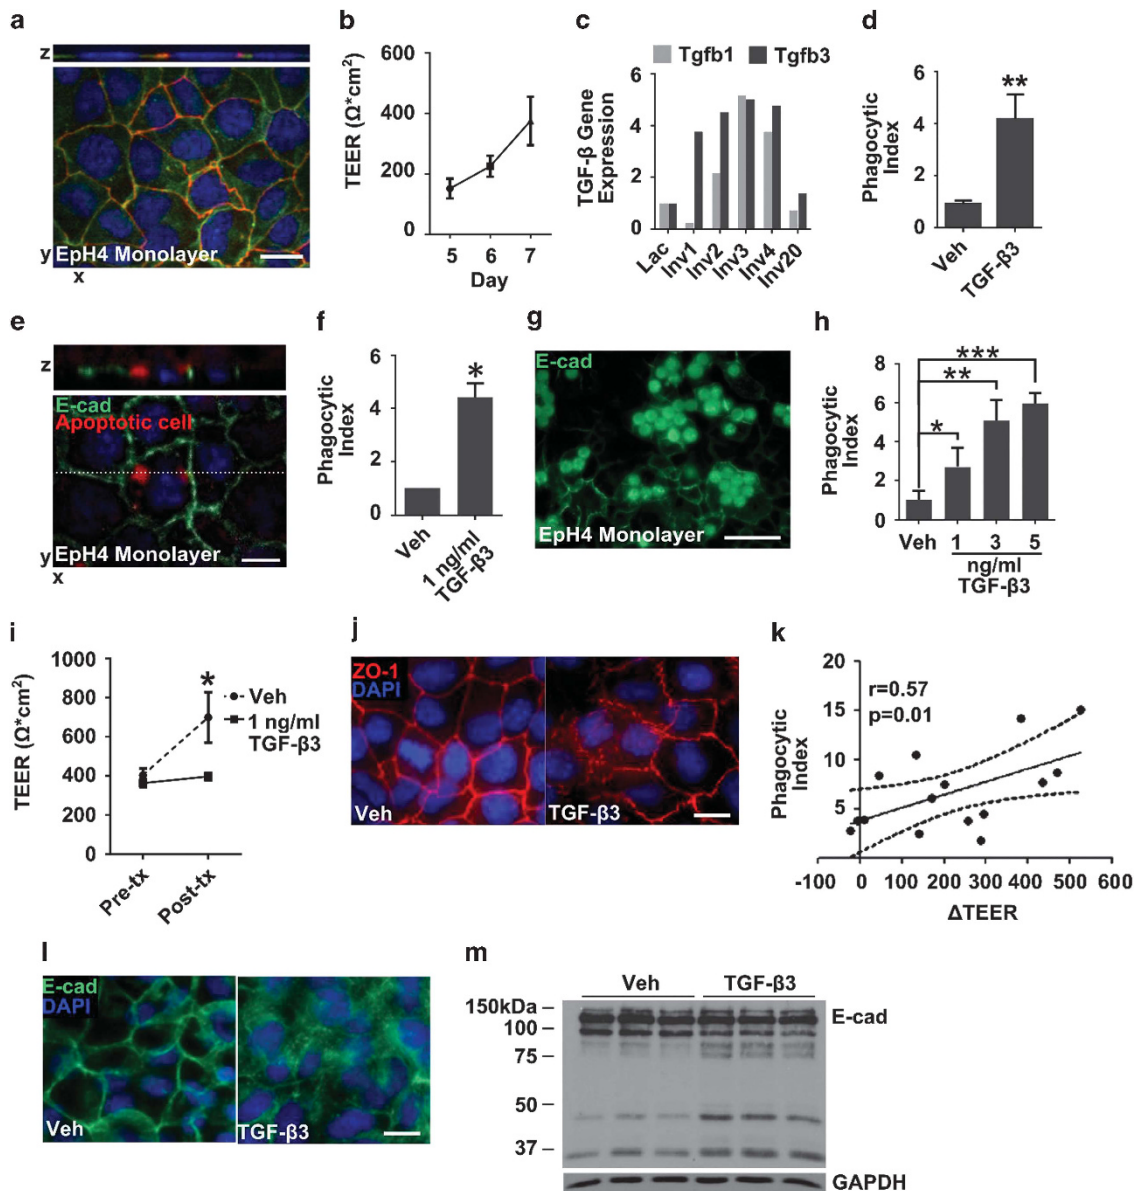 a
z
y
x
EpH4 Monolayer
b
TEER (Ω*cm²)
600
400
200
0
5 6 7
Day
c
Tgfb1 Tgfb3
TGF-β Gene
Expression
6
4
2
0
Lac
Inv1
Inv2
Inv3
Inv4
Inv20
d
Phagocytic
Index
6
4
2
0
**
Veh
TGF-β3
e
z
E-cad
Apoptotic cell
y
x
EpH4 Monolayer
f
Phagocytic
Index
6
4
2
0
*
Veh
1 ng/ml
TGF-β3
g
E-cad
EpH4 Monolayer
h
Phagocytic
Index
8
6
4
2
0
***
**
*
Veh 1 3 5
ng/ml
TGF-β3
i
TEER (Ω*cm²)
1000
800
600
400
200
0
*
Veh
1 ng/ml
TGF-β3
Pre-tx
Post-tx
j
ZO-1
DAPI
Veh
TGF-β3
k
Phagocytic
Index
20
15
10
5
0
r=0.57
p=0.01
-100 0 100 200 300 400 500 600
ΔTEER
l
E-cad
DAPI
Veh
TGF-β3
m
Veh TGF-β3
150kDa
100
75
50
37
E-cad
GAPDH